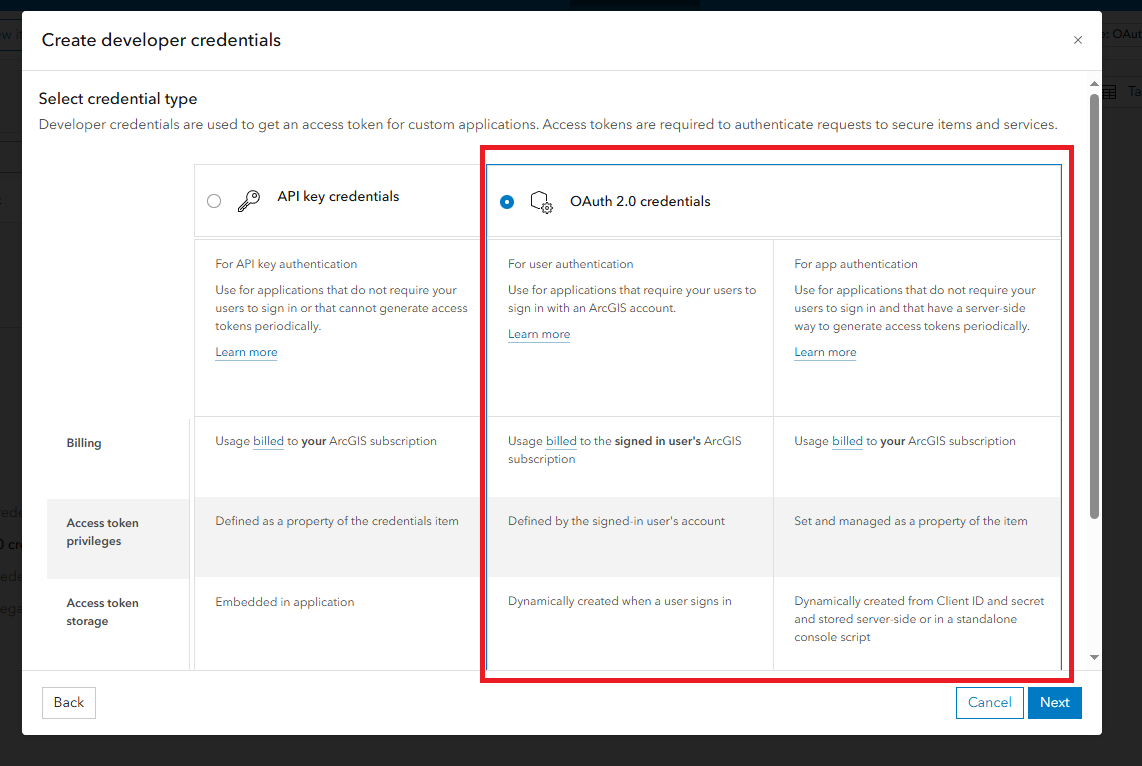 Create developer credentials
Select credential type
Developer credentials are used to get an access token for custom applications. Access tokens are required to authenticate requests to secure items and services.
API key credentials
OAuth 2.0 credentials
For API key authentication
Use for applications that do not require your
users to sign in or that cannot generate access
tokens periodically.
Learn more
For user authentication
Use for applications that require your users to
sign in with an ArcGIS account.
Learn more
For app authentication
Use for applications that do not require your
users to sign in and that have a server-side
way to generate access tokens periodically.
Learn more
Billing
Usage billed to your ArcGIS subscription
Usage billed to the signed in user's ArcGIS
subscription
Usage billed to your ArcGIS subscription
Access token
privileges
Defined as a property of the credentials item
Defined by the signed-in user's account
Set and managed as a property of the item
Access token
storage
Embedded in application
Dynamically created when a user signs in
Dynamically created from Client ID and secret
and stored server-side or in a standalone
console script
Back
Cancel
Next